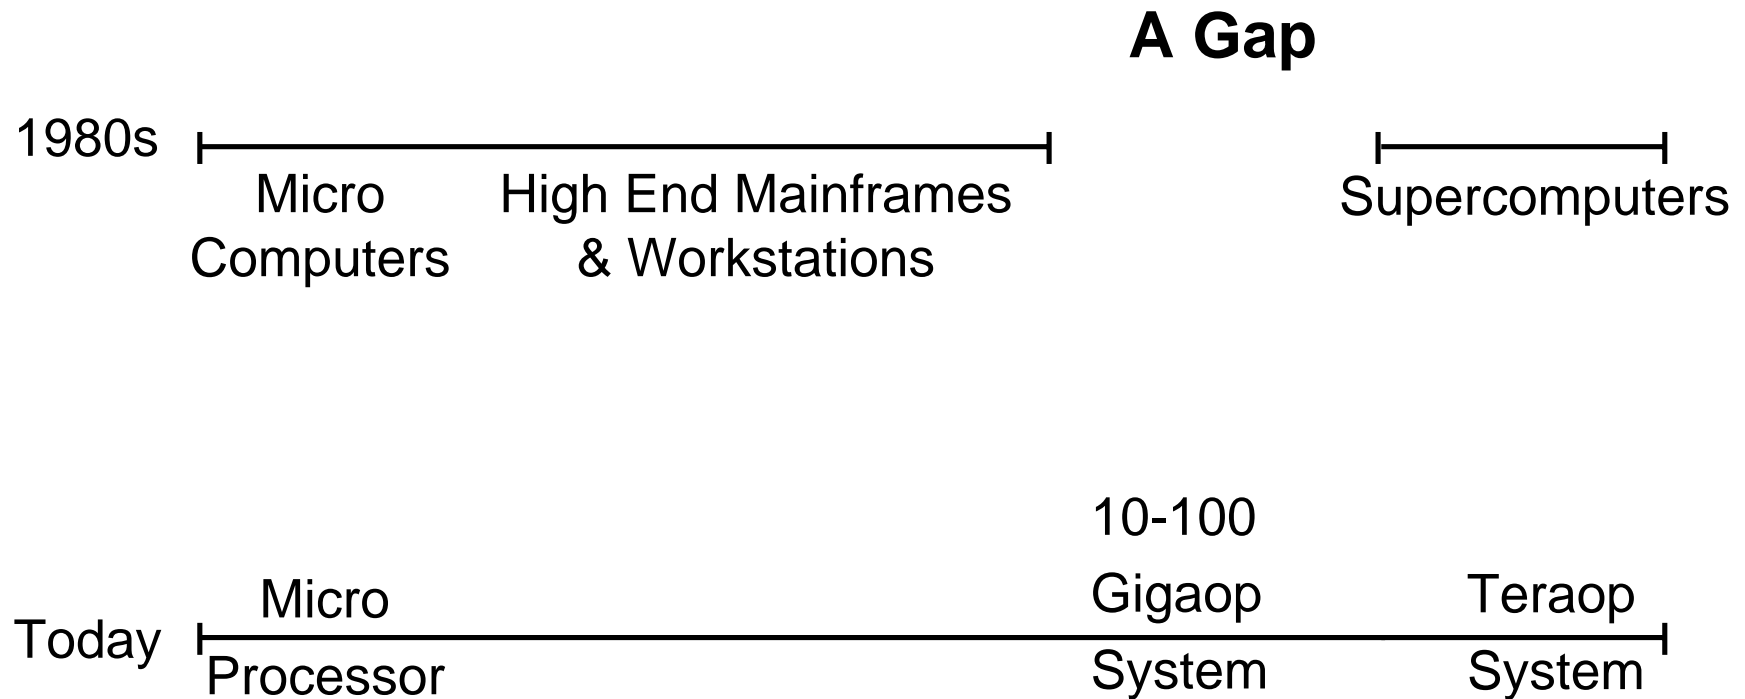 A Gap
1980s
Micro
Computers
High End Mainframes
& Workstations
Supercomputers
10-100
Gigaop
System
Teraop
System
Today
Micro
Processor